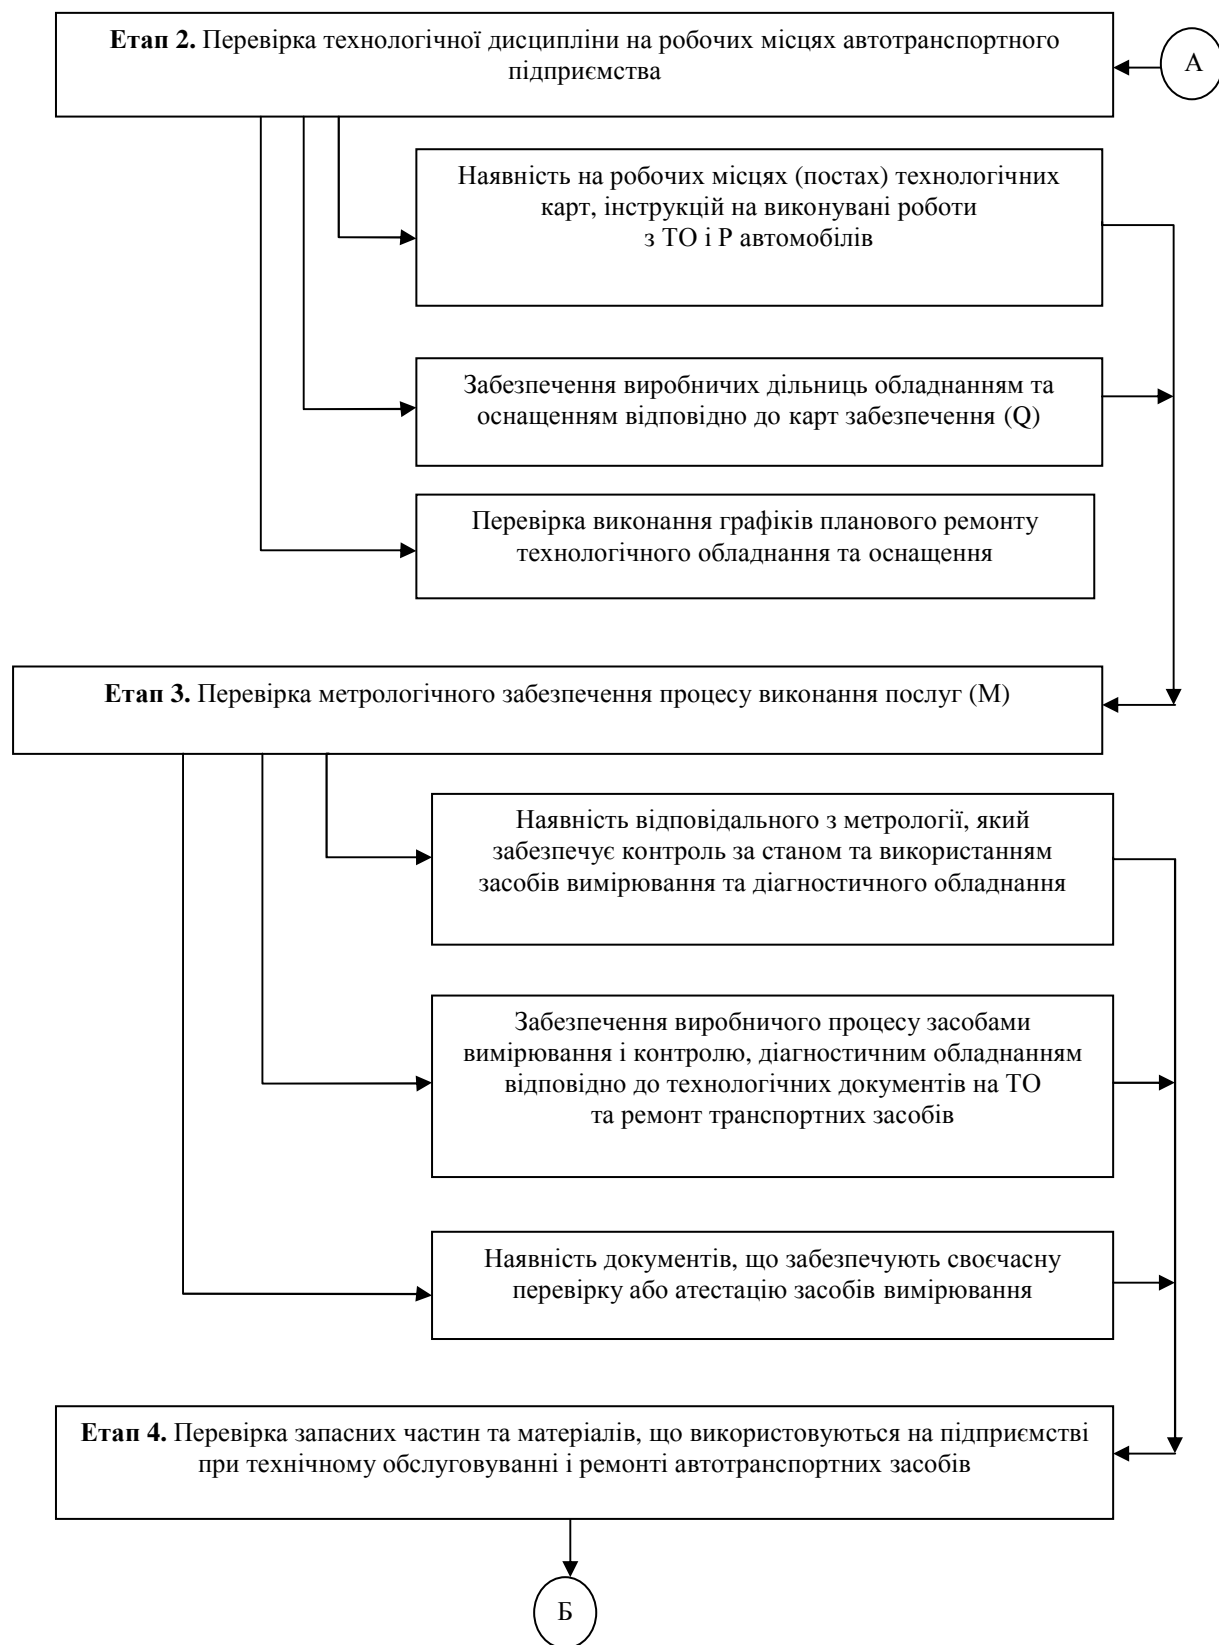 Етап 2. Перевірка технологічної дисципліни на робочих місцях автотранспортного
підприємства
А
Наявність на робочих місцях (постах) технологічних
карт, інструкцій на виконувані роботи
з ТО і Р автомобілів
Забезпечення виробничих дільниць обладнанням та
оснащенням відповідно до карт забезпечення (Q)
Перевірка виконання графіків планового ремонту
технологічного обладнання та оснащення
Етап 3. Перевірка метрологічного забезпечення процесу виконання послуг (М)
Наявність відповідального з метрології, який
забезпечує контроль за станом та використанням
засобів вимірювання та діагностичного обладнання
Забезпечення виробничого процесу засобами
вимірювання і контролю, діагностичним обладнанням
відповідно до технологічних документів на ТО
та ремонт транспортних засобів
Наявність документів, що забезпечують своєчасну
перевірку або атестацію засобів вимірювання
Етап 4. Перевірка запасних частин та матеріалів, що використовуються на підприємстві
при технічному обслуговуванні і ремонті автотранспортних засобів
Б